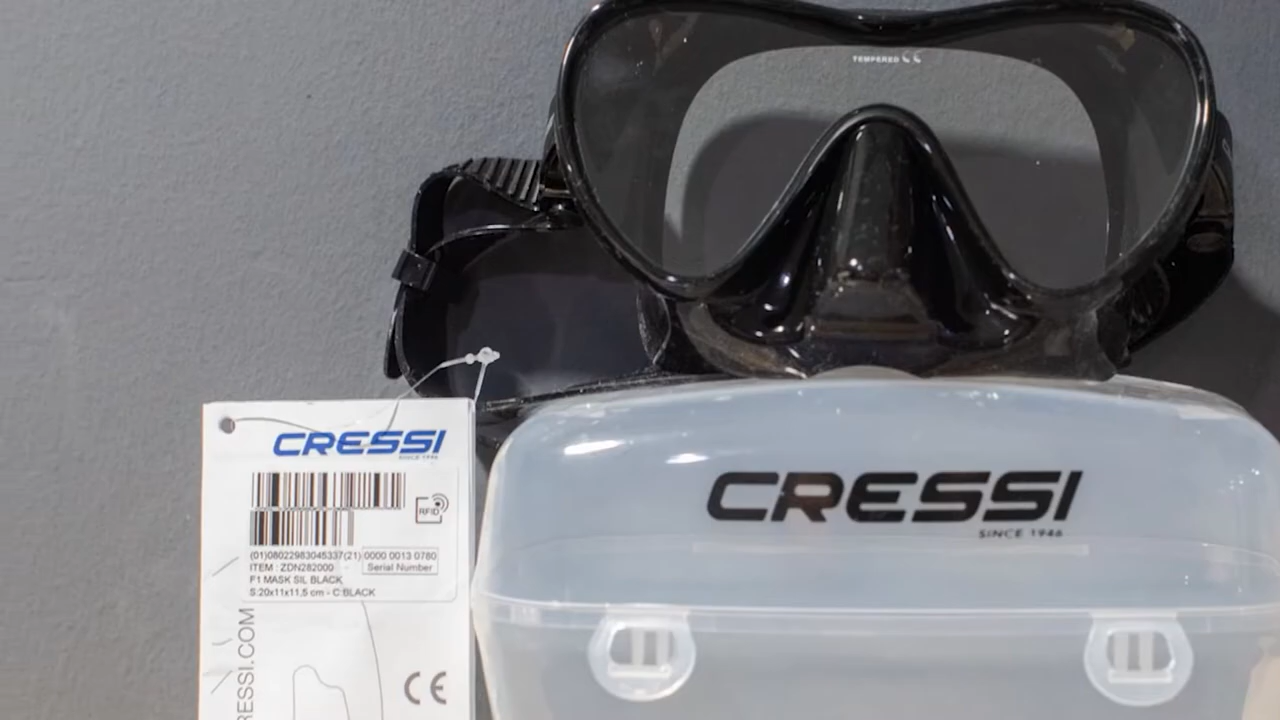 TEMPERED CE
CRESSI
SINCE 1946
RFID
(01)08022983045337(21) 0000 0013 0780
ITEM : ZDN282000
Serial Number
F1 MASK SIL BLACK
S:20x11x11,5 cm - C:BLACK
RESSI.COM
CE
CRESSI
SINCE 1946